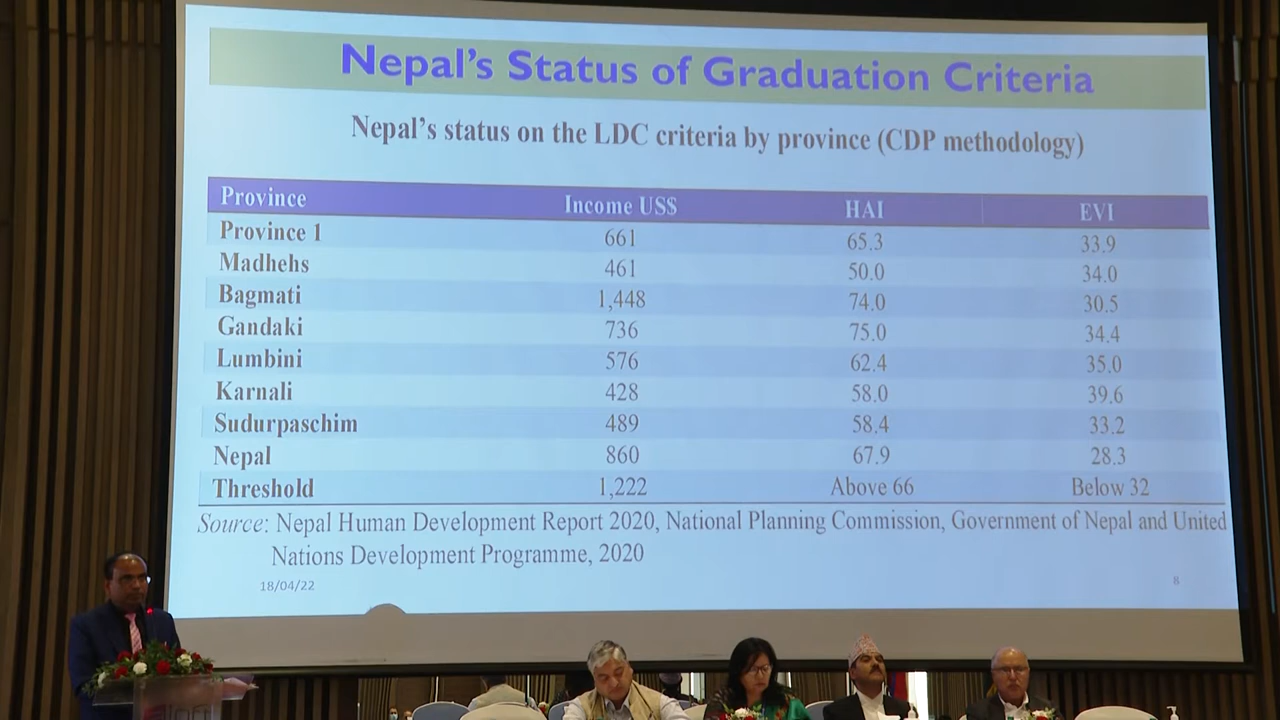 Nepal's Status of Graduation Criteria
Nepal's status on the LDC criteria by province (CDP methodology)
Province Income US$ HAI EVI
Province 1 661 65.3 33.9
Madhehs 461 50.0 34.0
Bagmati 1,448 74.0 30.5
Gandaki 736 75.0 34.4
Lumbini 576 62.4 35.0
Karnali 428 58.0 39.6
Sudurpaschim 489 58.4 33.2
Nepal 860 67.9 28.3
Threshold 1,222 Above 66 Below 32
Source: Nepal Human Development Report 2020, National Planning Commission, Government of Nepal and United
Nations Development Programme, 2020
18/04/22 8